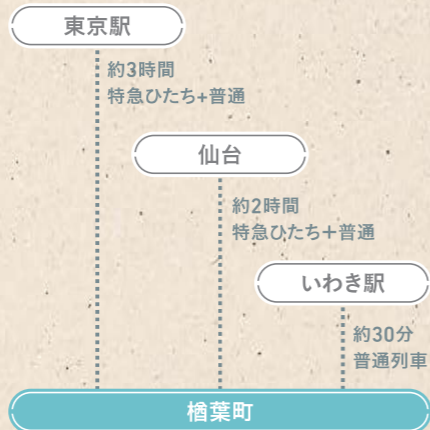 東京駅
約3時間
特急ひたち+普通
仙台
約2時間
特急ひたち＋普通
いわき駅
約30分
普通列車
楢葉町